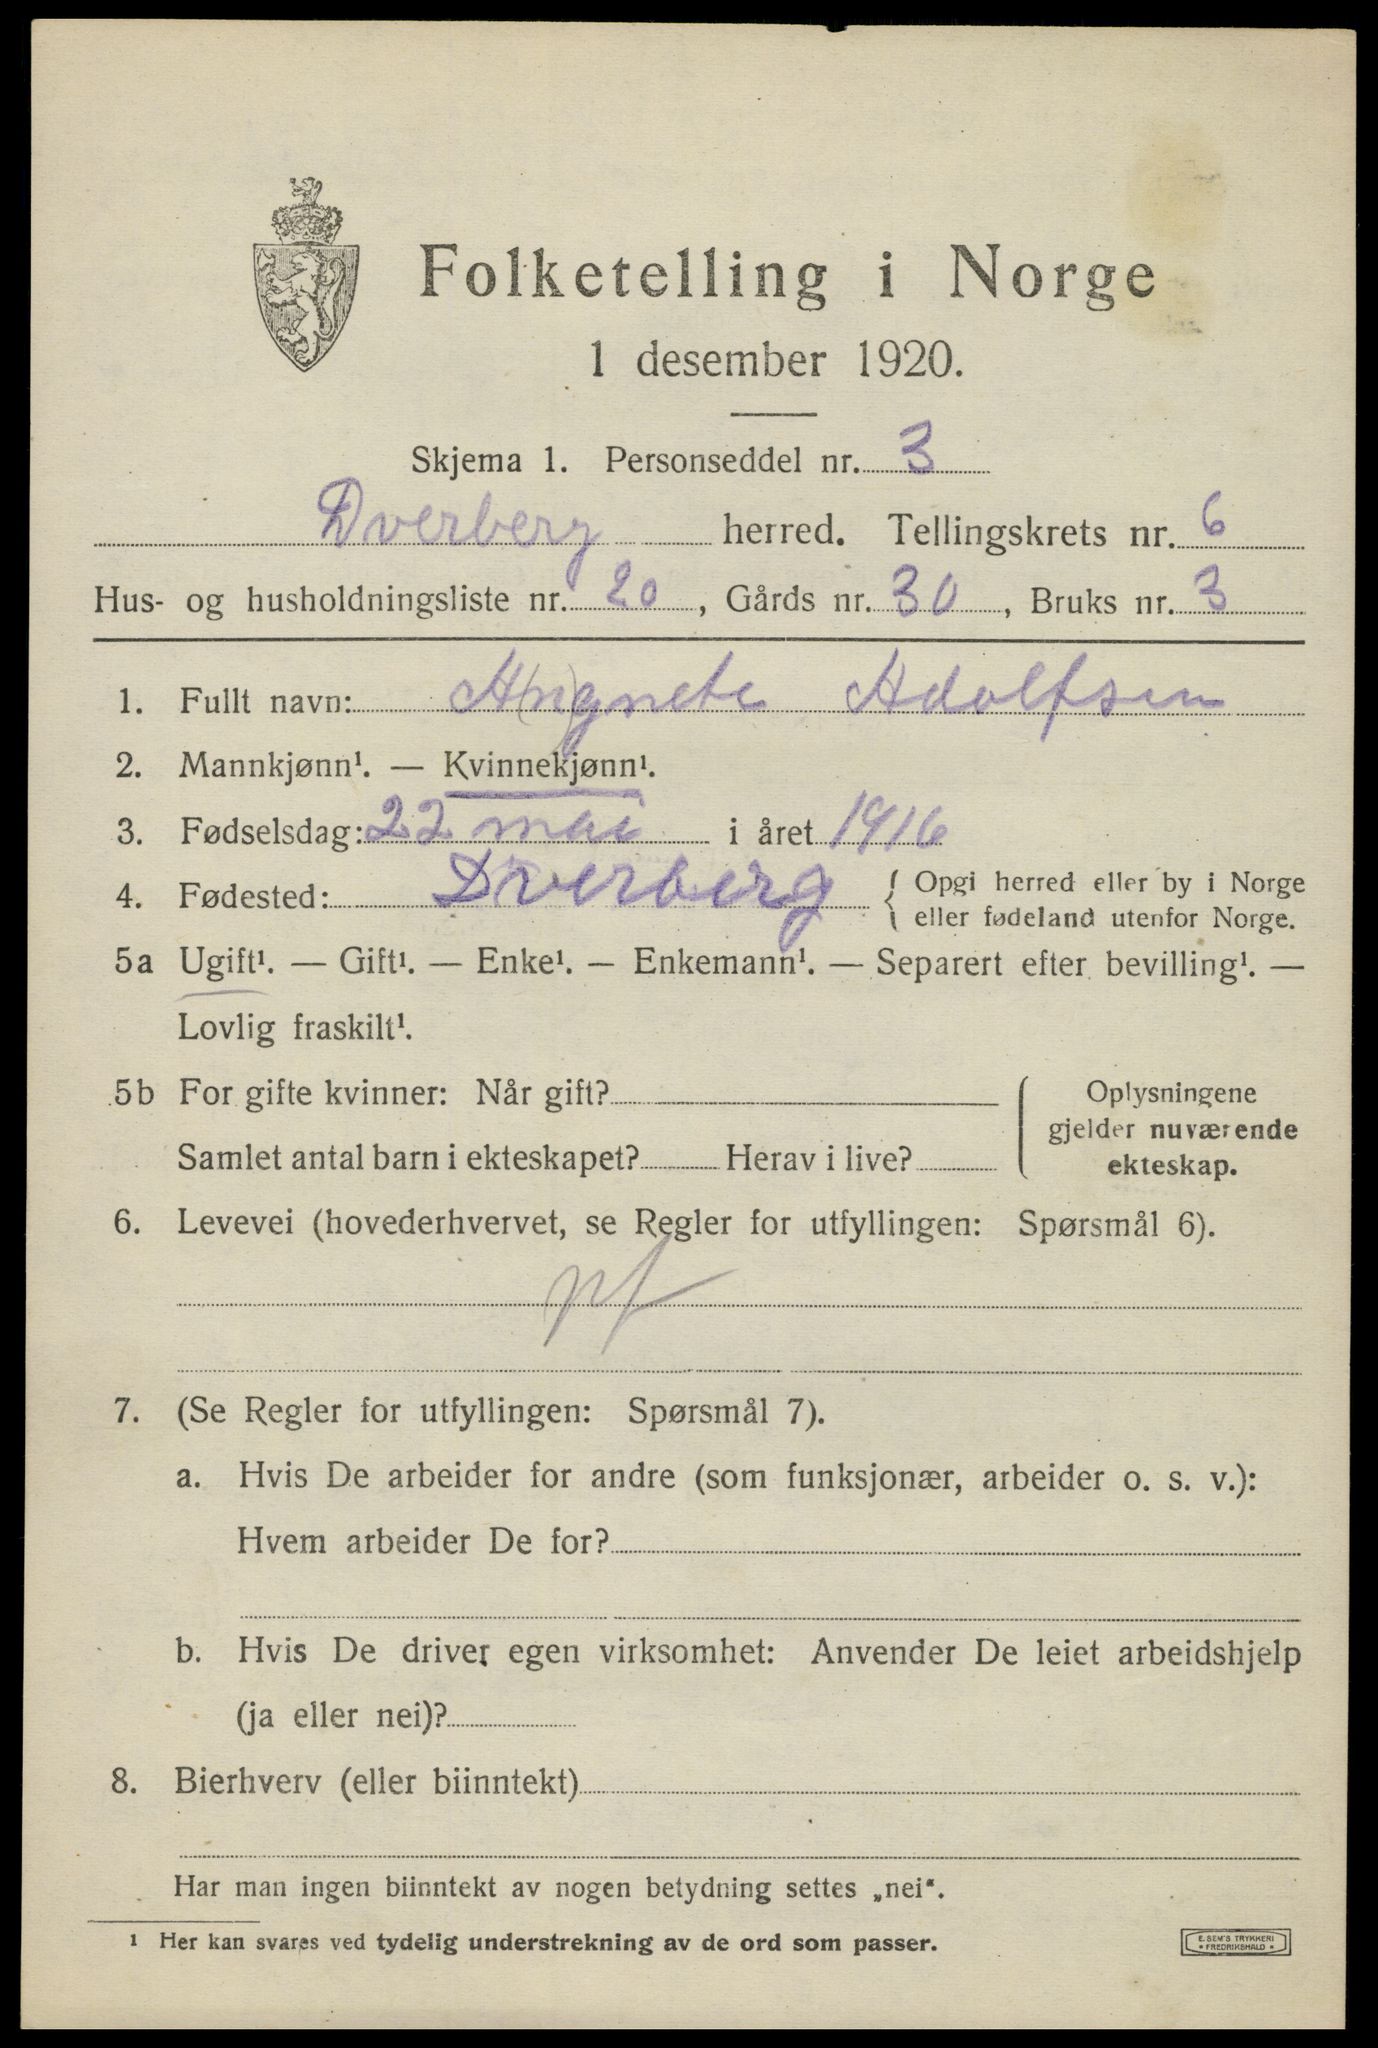 Folketelling i Norge
1 desember 1920.
Skjema 1. Personseddel nr. 3
Dverberg herred. Tellingskrets nr. 6
Hus- og husholdningsliste nr. 20, Gårds nr. 30, Bruks nr. 3
1. Fullt navn: A(n)gnete Adolfsen
2. Mannkjønn¹. — Kvinnekjønn¹.
3. Fødselsdag: 22 mai i året 1916
4. Fødested: Dverberg { Opgi herred eller by i Norge
eller fødeland utenfor Norge.
5a Ugift¹. — Gift¹. — Enke¹. — Enkemann¹. — Separert efter bevilling¹. —
Lovlig fraskilt¹.
5b For gifte kvinner: Når gift?
Samlet antal barn i ekteskapet? Herav i live?
Oplysningene
gjelder nuværende
ekteskap.
6. Levevei (hovederhvervet, se Regler for utfyllingen: Spørsmål 6).
7. (Se Regler for utfyllingen: Spørsmål 7).
a. Hvis De arbeider for andre (som funksjonær, arbeider o. s. v.):
Hvem arbeider De for?
b. Hvis De driver egen virksomhet: Anvender De leiet arbeidshjelp
(ja eller nei)?
8. Bierhverv (eller biinntekt)
Har man ingen biinntekt av nogen betydning settes „nei“.
¹ Her kan svares ved tydelig understrekning av de ord som passer.
E. SEM'S TRYKKERI
• FREDRIKSHALD •